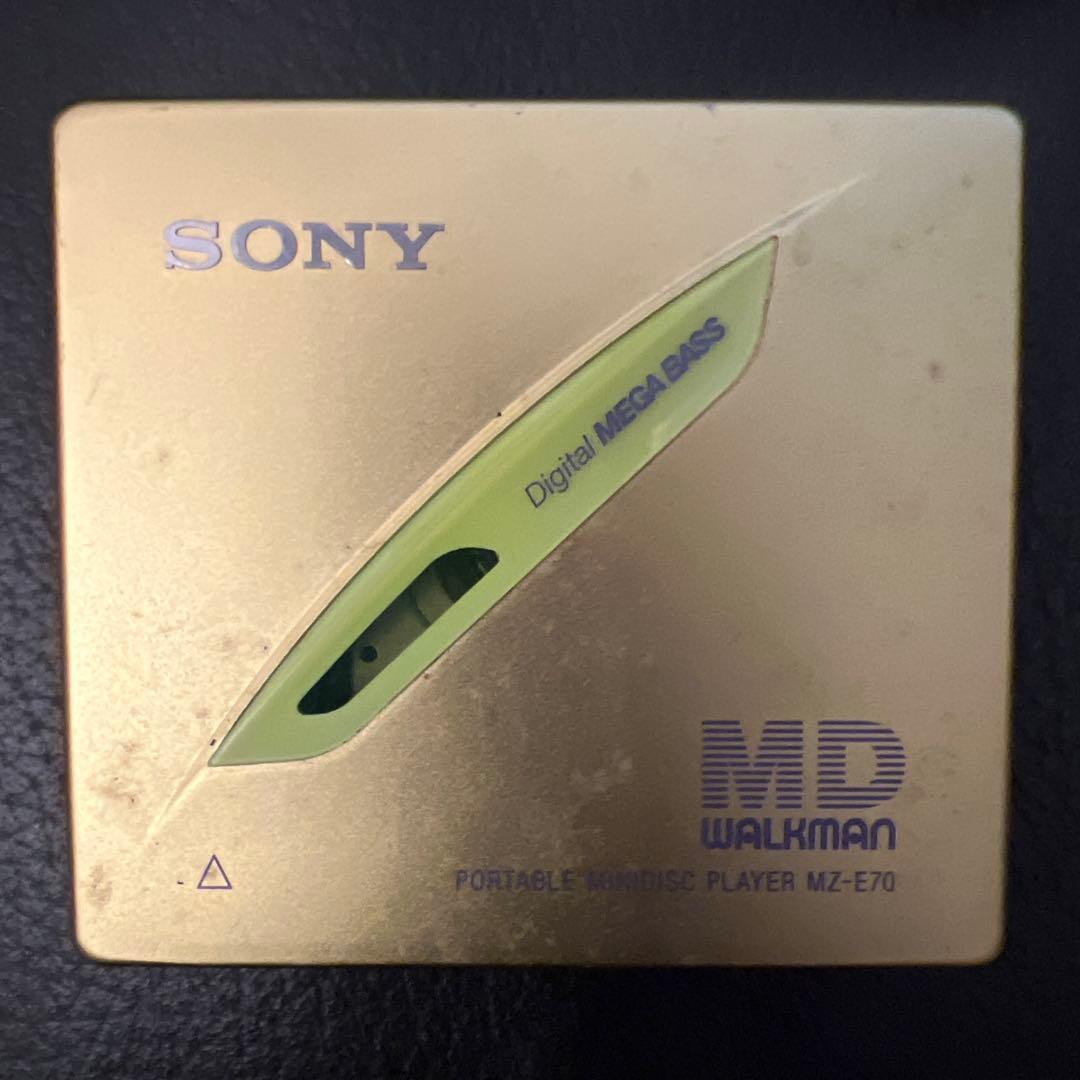 SONY
Digital MEGA BASS
MD
WALKMAN
PORTABLE MINIDISC PLAYER MZ-E70